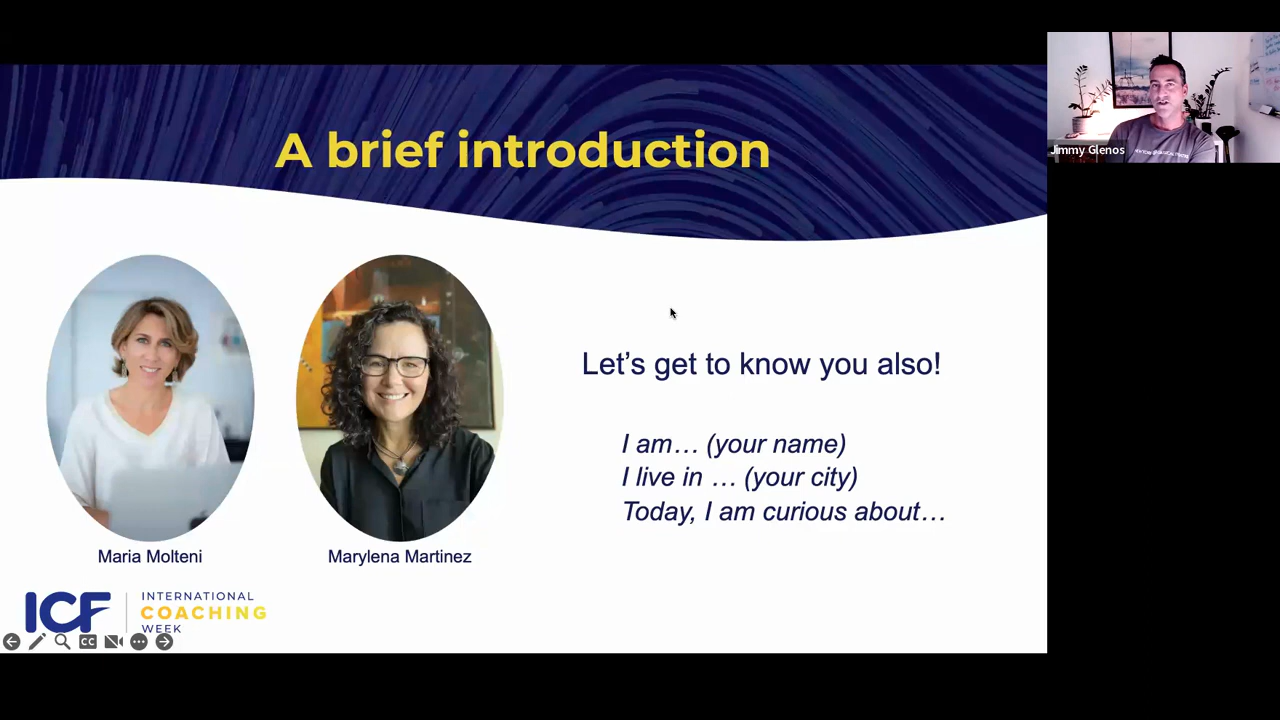 A brief introduction
Jimmy Glenos
Let's get to know you also!
I am… (your name)
I live in … (your city)
Today, I am curious about…
Maria Molteni
Marylena Martinez
ICF
INTERNATIONAL
COACHING
WEEK
CC